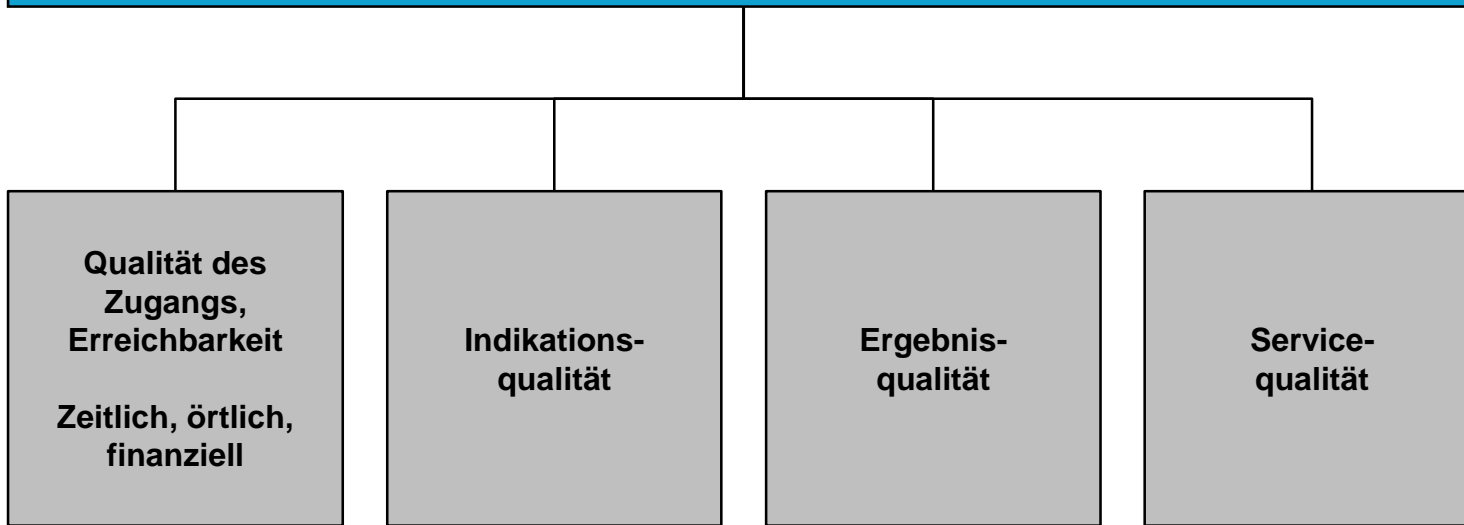 Qualität des
Zugangs,
Erreichbarkeit
Zeitlich, örtlich,
finanziell
Indikations-
qualität
Ergebnis-
qualität
Service-
qualität